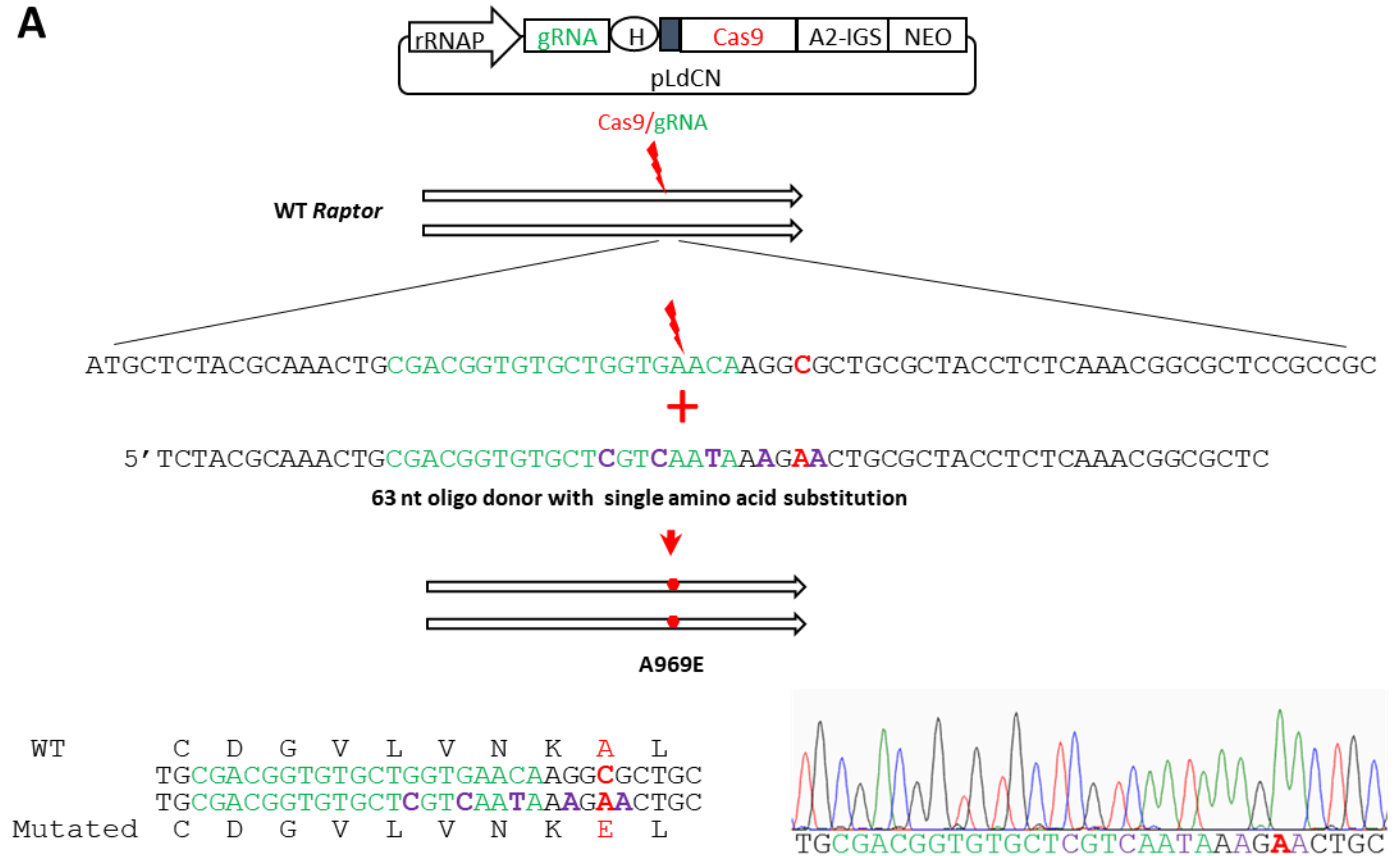 A
rRNAP gRNA H Cas9 A2-IGS NEO
pLdCN
Cas9/gRNA
WT Raptor
ATGCTCTACGCAAACTGCGACGGTGTGCTGGTGAACAAGGCGCTGCGCTACCTCTCAAACGGCGCTCCGCCGC
+
5’TCTACGCAAACTGCGACGGTGTGCTCGTCAATAAAGAACTGCGCTACCTCTCAAACGGCGCTC
63 nt oligo donor with single amino acid substitution
A969E
WT C D G V L V N K A L
TGCGACGGTGTGCTGGTGAACAAGGCGCTGC
TGCGACGGTGTGCTCGTCAATAAAGAACTGC
Mutated C D G V L V N K E L
TGCGACGGTGTGCTCGTCAATAAAGAACTGC